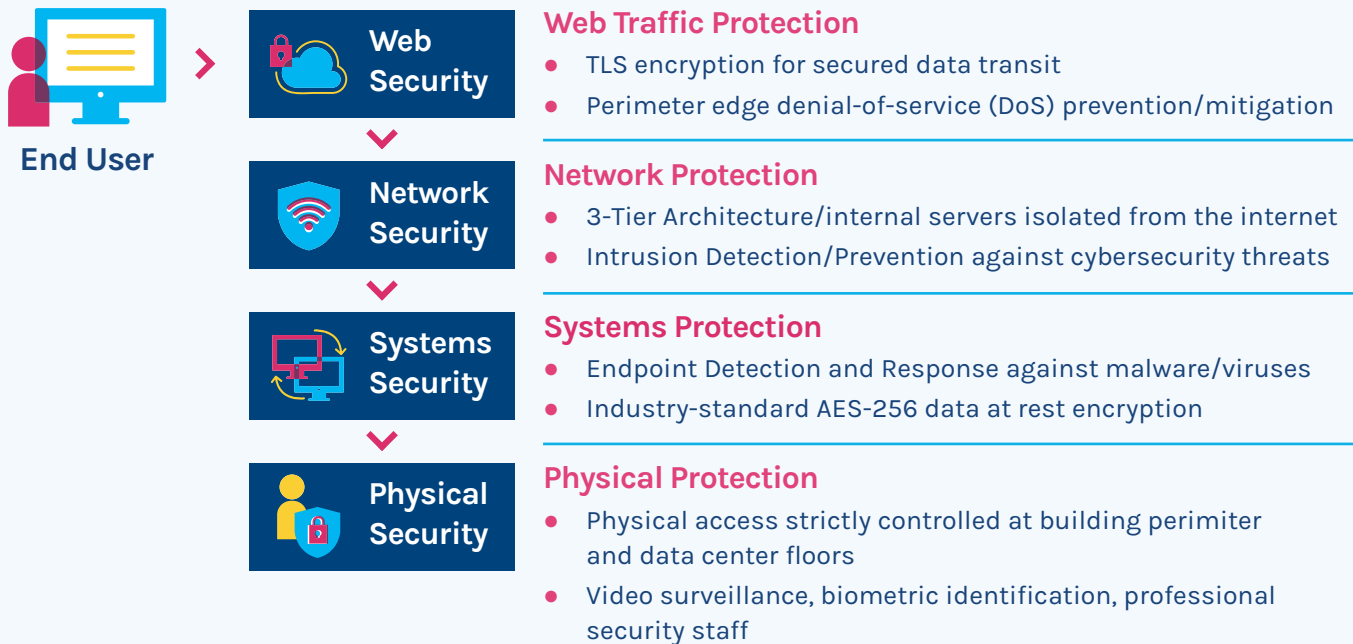 End User
Web
Security
Web Traffic Protection
● TLS encryption for secured data transit
● Perimeter edge denial-of-service (DoS) prevention/mitigation
Network
Security
Network Protection
● 3-Tier Architecture/internal servers isolated from the internet
● Intrusion Detection/Prevention against cybersecurity threats
Systems
Security
Systems Protection
● Endpoint Detection and Response against malware/viruses
● Industry-standard AES-256 data at rest encryption
Physical
Security
Physical Protection
● Physical access strictly controlled at building perimiter
and data center floors
● Video surveillance, biometric identification, professional
security staff